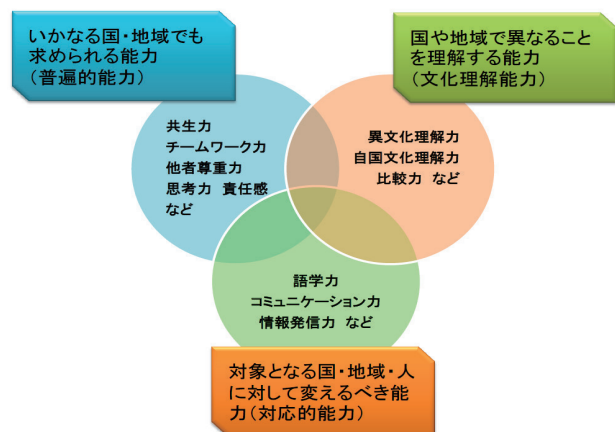 いかなる国・地域でも
求められる能力
(普遍的能力)
国や地域で異なること
を理解する能力
(文化理解能力)
共生力
チームワーク力
他者尊重力
思考力 責任感
など
異文化理解力
自国文化理解力
比較力 など
語学力
コミュニケーション力
情報発信力 など
対象となる国・地域・人
に対して変えるべき能
力(対応的能力)